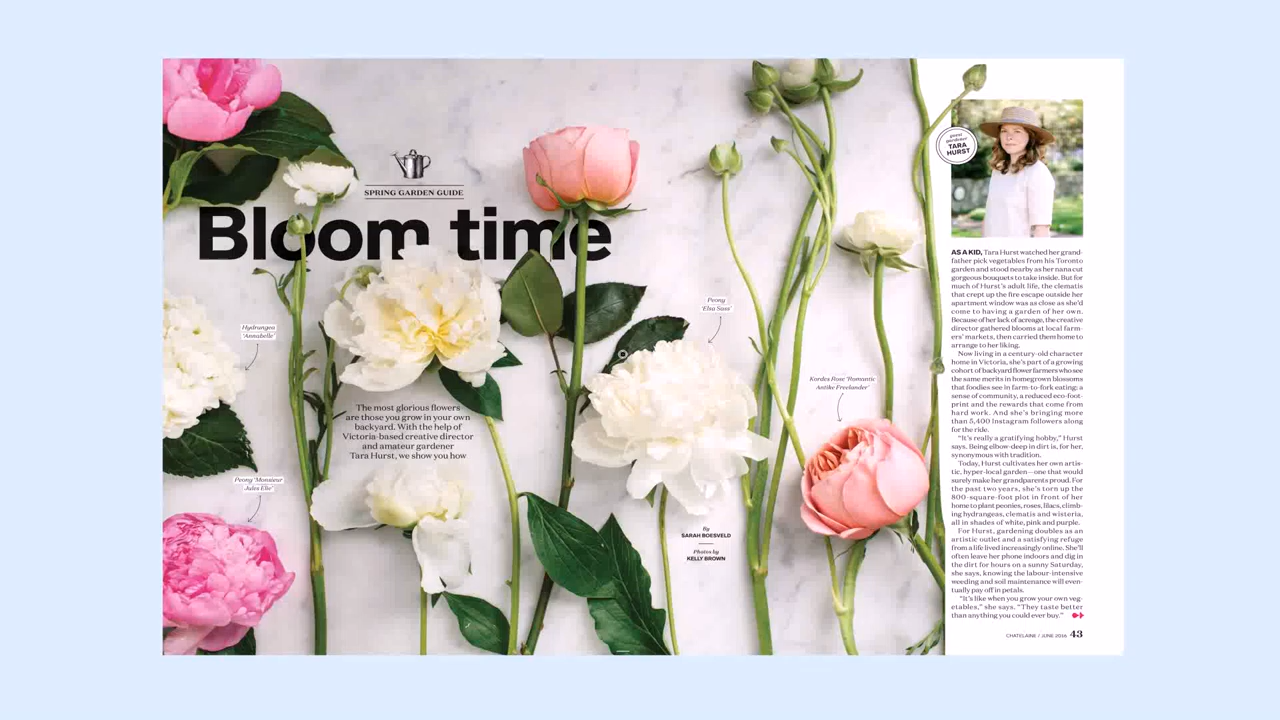 SPRING GARDEN GUIDE
Bloom time
Hydrangea
'Annabelle'
Peony
'Elsa Sass'
Kordes Rose 'Romantic
Antike Freelander'
The most glorious flowers
are those you grow in your own
backyard. With the help of
Victoria-based creative director
and amateur gardener
Tara Hurst, we show you how
Peony 'Monsieur
Jules Elie'
By
SARAH BOESVELD
Photos by
KELLY BROWN
guest
gardener
TARA
HURST
AS A KID, Tara Hurst watched her grand-
father pick vegetables from his Toronto
garden and stood nearby as her nana cut
gorgeous bouquets to take inside. But for
much of Hurst's adult life, the clematis
that crept up the fire escape outside her
apartment window was as close as she'd
come to having a garden of her own.
Because of her lack of acreage, the creative
director gathered blooms at local farm-
ers' markets, then carried them home to
arrange to her liking.
Now living in a century-old character
home in Victoria, she's part of a growing
cohort of backyard flower farmers who see
the same merits in homegrown blossoms
that foodies see in farm-to-fork eating: a
sense of community, a reduced eco-foot-
print and the rewards that come from
hard work. And she's bringing more
than 5,400 Instagram followers along
for the ride.
"It's really a gratifying hobby," Hurst
says. Being elbow-deep in dirt is, for her,
synonymous with tradition.
Today, Hurst cultivates her own artis-
tic, hyper-local garden—one that would
surely make her grandparents proud. For
the past two years, she's torn up the
800-square-foot plot in front of her
home to plant peonies, roses, lilacs, climb-
ing hydrangeas, clematis and wisteria,
all in shades of white, pink and purple.
For Hurst, gardening doubles as an
artistic outlet and a satisfying refuge
from a life lived increasingly online. She'll
often leave her phone indoors and dig in
the dirt for hours on a sunny Saturday,
she says, knowing the labour-intensive
weeding and soil maintenance will even-
tually pay off in petals.
"It's like when you grow your own veg-
etables," she says. "They taste better
than anything you could ever buy."
CHATELAINE / JUNE 2016 43